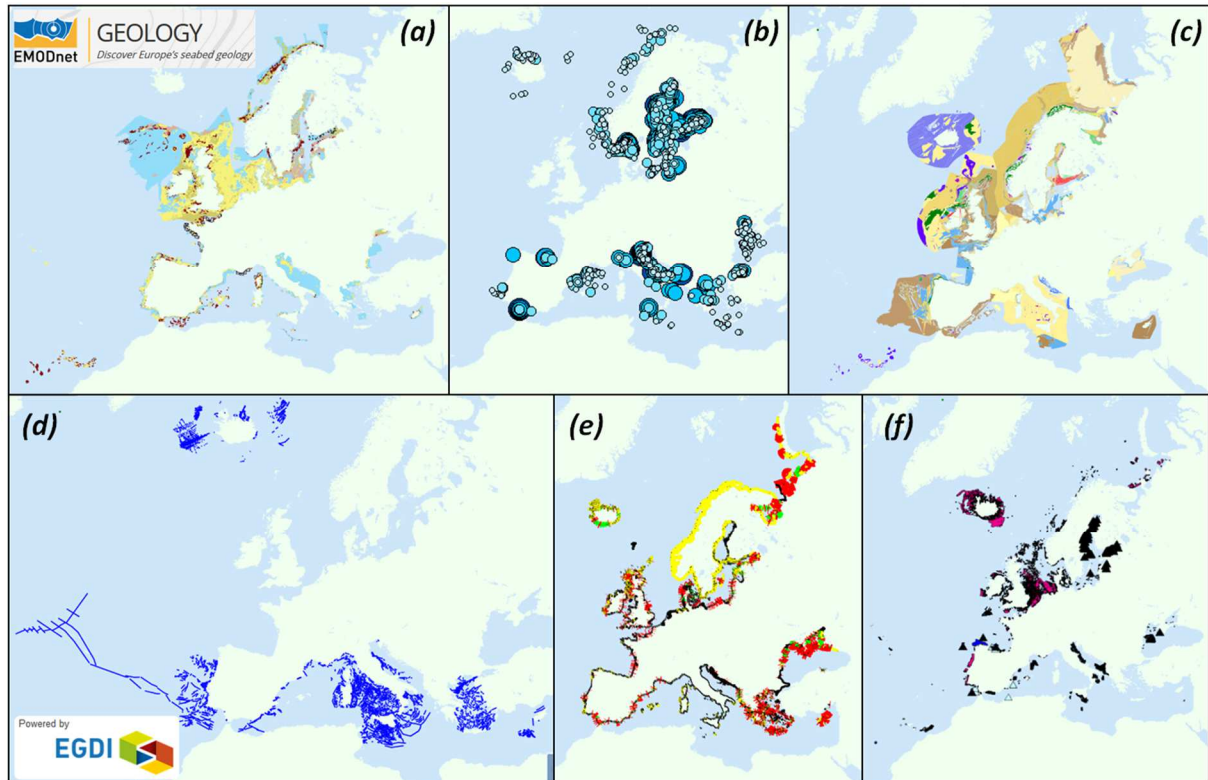 EMODnet
GEOLOGY
Discover Europe's seabed geology
(a)
(b)
(c)
(d)
(e)
(f)
Powered by
EGDI